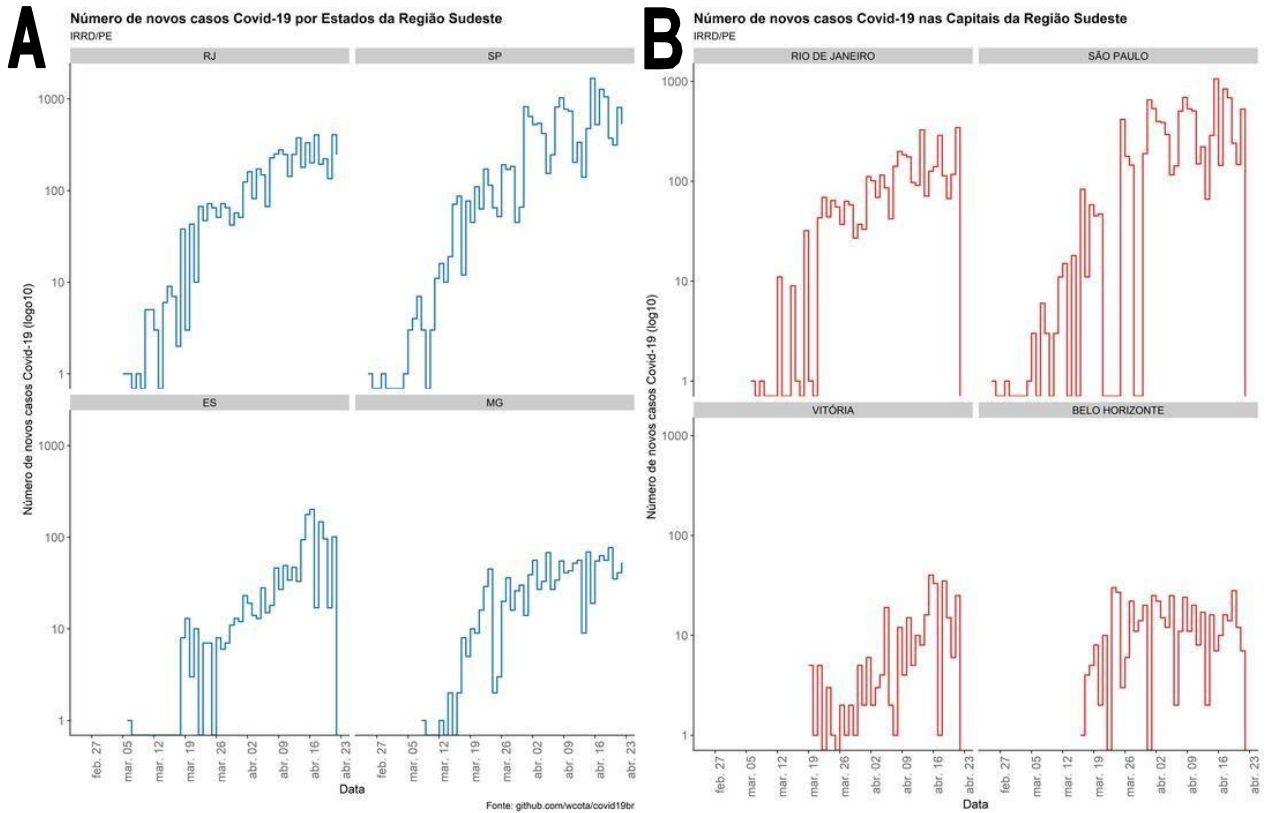 A
Número de novos casos Covid-19 por Estados da Região Sudeste
IRRD/PE
RJ
SP
1000
100
10
1
ES
MG
1000
100
10
1
Número de novos casos Covid-19 (logo10)
feb. 27
mar. 05
mar. 12
mar. 19
mar. 26
abr. 02
abr. 09
abr. 16
abr. 23
feb. 27
mar. 05
mar. 12
mar. 19
mar. 26
abr. 02
abr. 09
abr. 16
abr. 23
Data
Fonte: github.com/wcota/covid19br
B
Número de novos casos Covid-19 nas Capitais da Região Sudeste
IRRD/PE
RIO DE JANEIRO
SÃO PAULO
1000
100
10
1
VITÓRIA
BELO HORIZONTE
1000
100
10
1
Número de novos casos Covid-19 (log10)
feb. 27
mar. 05
mar. 12
mar. 19
mar. 26
abr. 02
abr. 09
abr. 16
abr. 23
feb. 27
mar. 05
mar. 12
mar. 19
mar. 26
abr. 02
abr. 09
abr. 16
abr. 23
Data